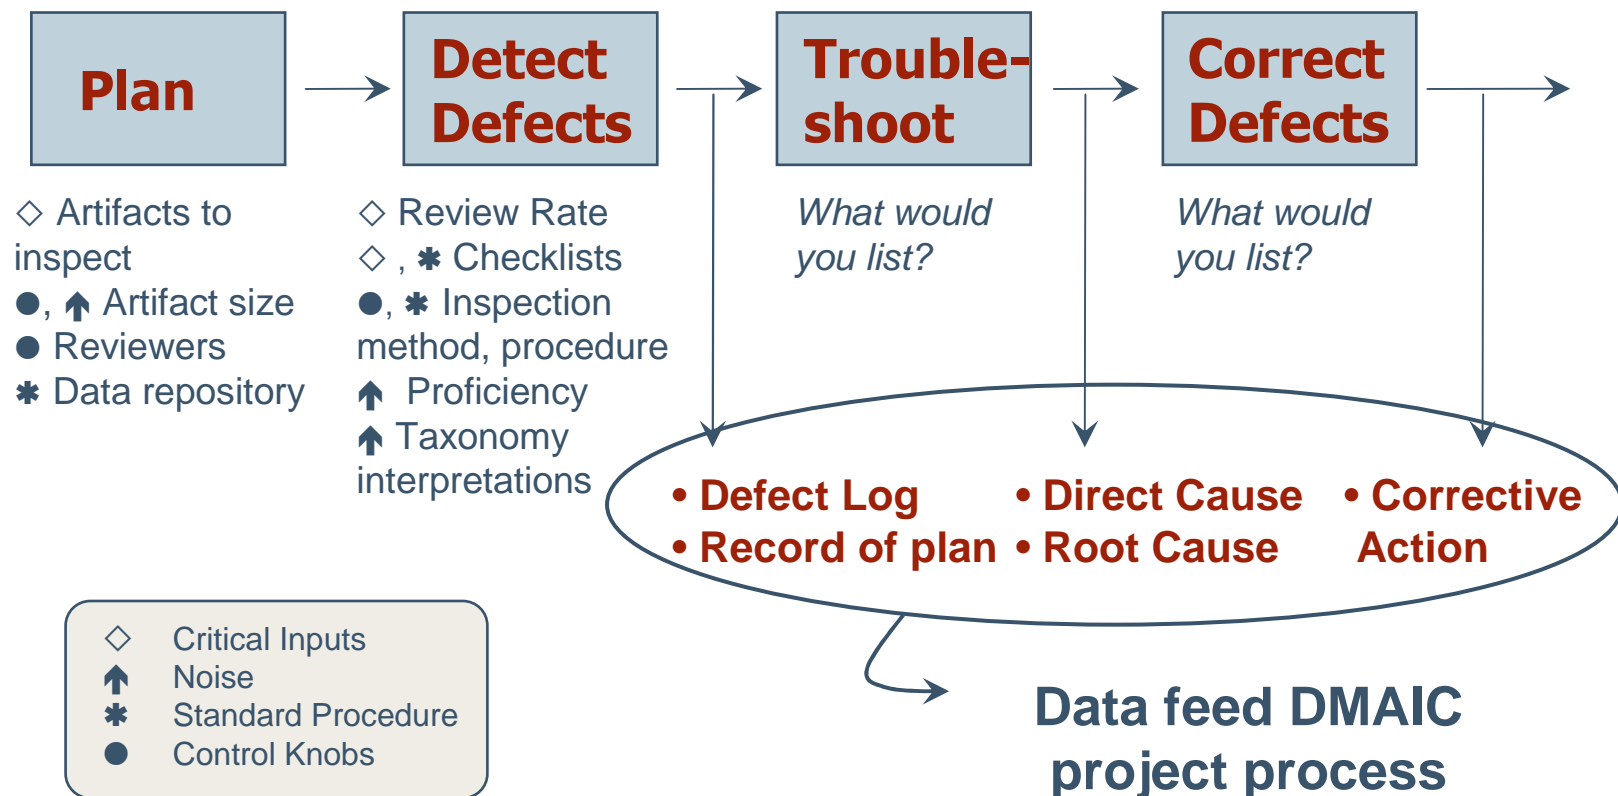 Plan
Detect
Defects
Trouble-
shoot
Correct
Defects
◇ Artifacts to
inspect
●, ↑ Artifact size
● Reviewers
✱ Data repository
◇ Review Rate
◇ , ✱ Checklists
●, ✱ Inspection
method, procedure
↑ Proficiency
↑ Taxonomy
interpretations
What would
you list?
What would
you list?
• Defect Log
• Record of plan
• Direct Cause
• Root Cause
• Corrective
Action
◇ Critical Inputs
↑ Noise
✱ Standard Procedure
● Control Knobs
Data feed DMAIC
project process